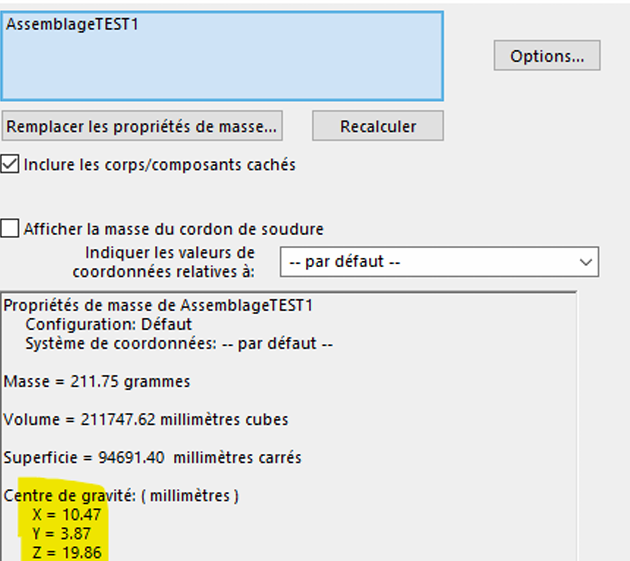 AssemblageTEST1
Options...
Remplacer les propriétés de masse...
Recalculer
Inclure les corps/composants cachés
Afficher la masse du cordon de soudure
Indiquer les valeurs de
coordonnées relatives à:
-- par défaut --
Propriétés de masse de AssemblageTEST1
Configuration: Défaut
Système de coordonnées: -- par défaut --
Masse = 211.75 grammes
Volume = 211747.62 millimètres cubes
Superficie = 94691.40 millimètres carrés
Centre de gravité: ( millimètres )
X = 10.47
Y = 3.87
Z = 19.86